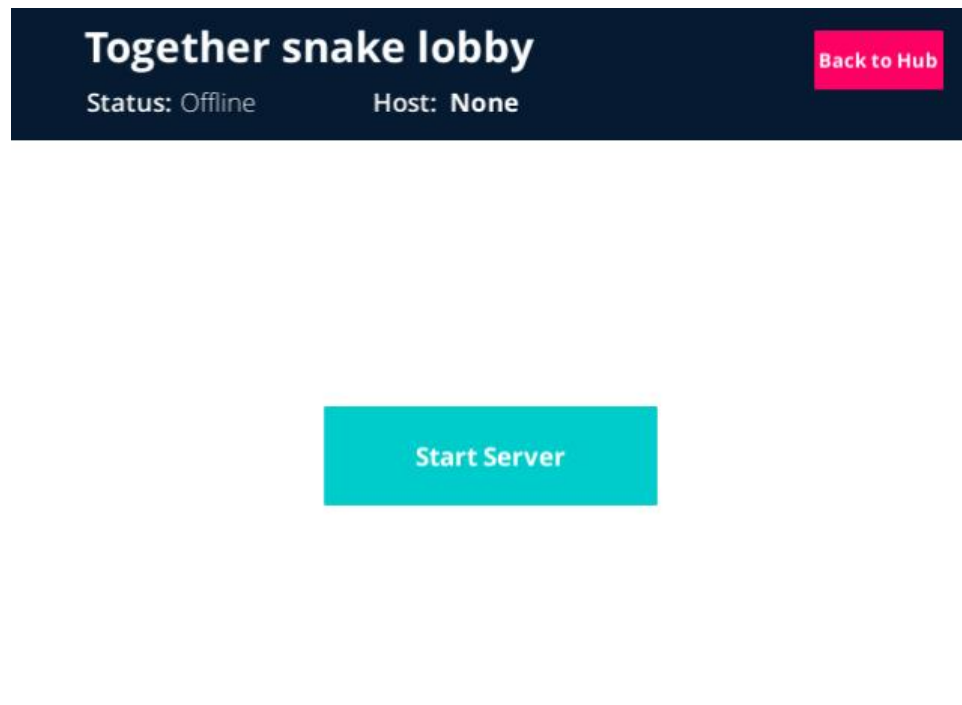 Together snake lobby
Back to Hub
Status: Offline Host: None
Start Server